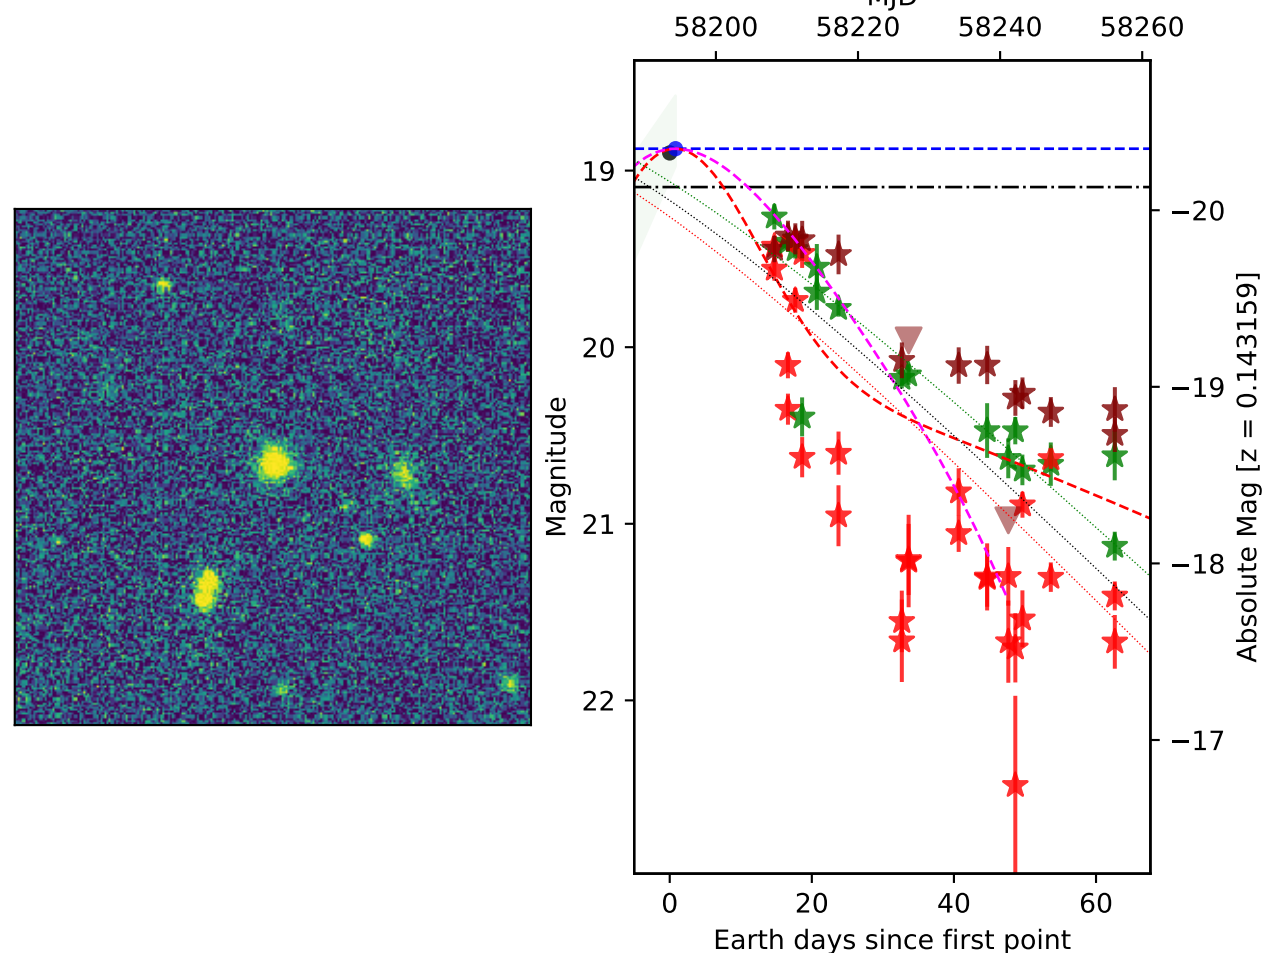 MJD
58200 58220 58240 58260
19
20
21
22
Magnitude
−20
−19
−18
−17
Absolute Mag [z = 0.143159]
0 20 40 60
Earth days since first point